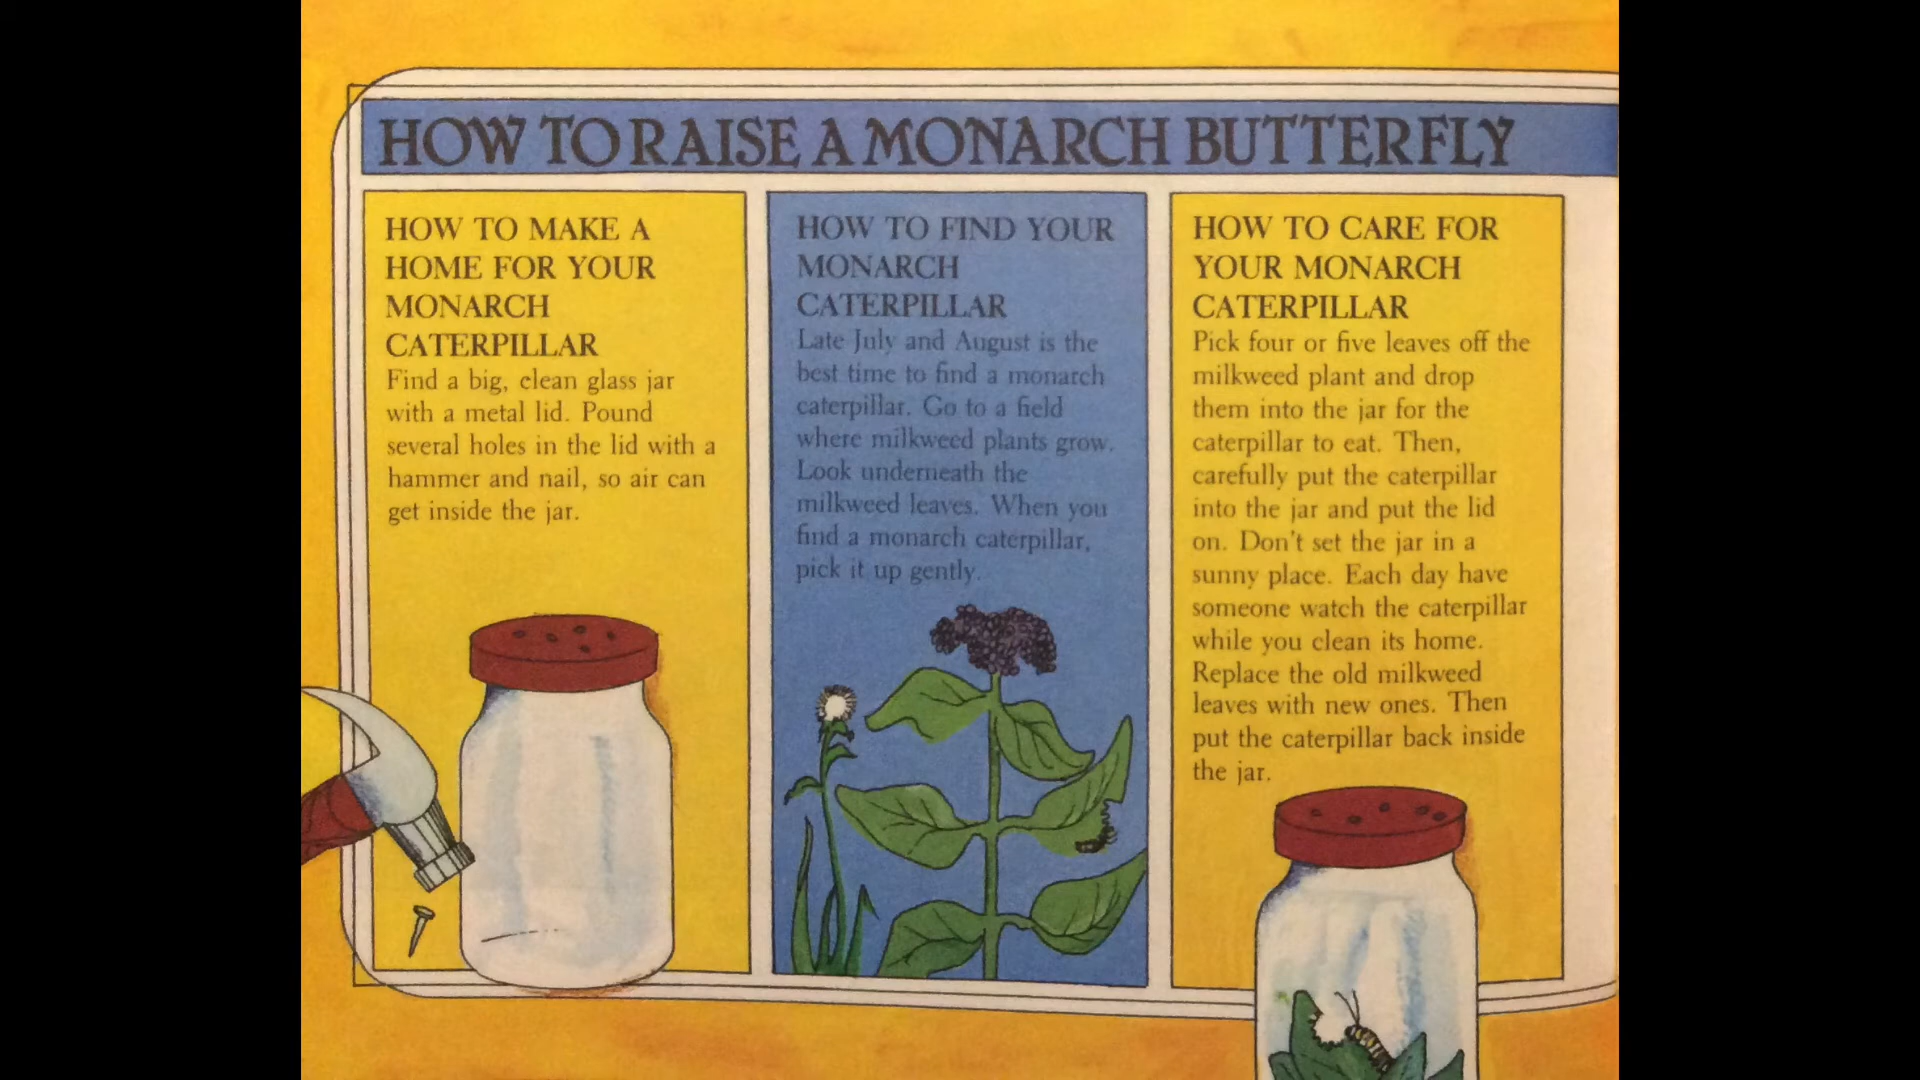 HOW TO RAISE A MONARCH BUTTERFLY
HOW TO MAKE A
HOME FOR YOUR
MONARCH
CATERPILLAR
Find a big, clean glass jar
with a metal lid. Pound
several holes in the lid with a
hammer and nail, so air can
get inside the jar.
HOW TO FIND YOUR
MONARCH
CATERPILLAR
Late July and August is the
best time to find a monarch
caterpillar. Go to a field
where milkweed plants grow.
Look underneath the
milkweed leaves. When you
find a monarch caterpillar,
pick it up gently.
HOW TO CARE FOR
YOUR MONARCH
CATERPILLAR
Pick four or five leaves off the
milkweed plant and drop
them into the jar for the
caterpillar to eat. Then,
carefully put the caterpillar
into the jar and put the lid
on. Don't set the jar in a
sunny place. Each day have
someone watch the caterpillar
while you clean its home.
Replace the old milkweed
leaves with new ones. Then
put the caterpillar back inside
the jar.